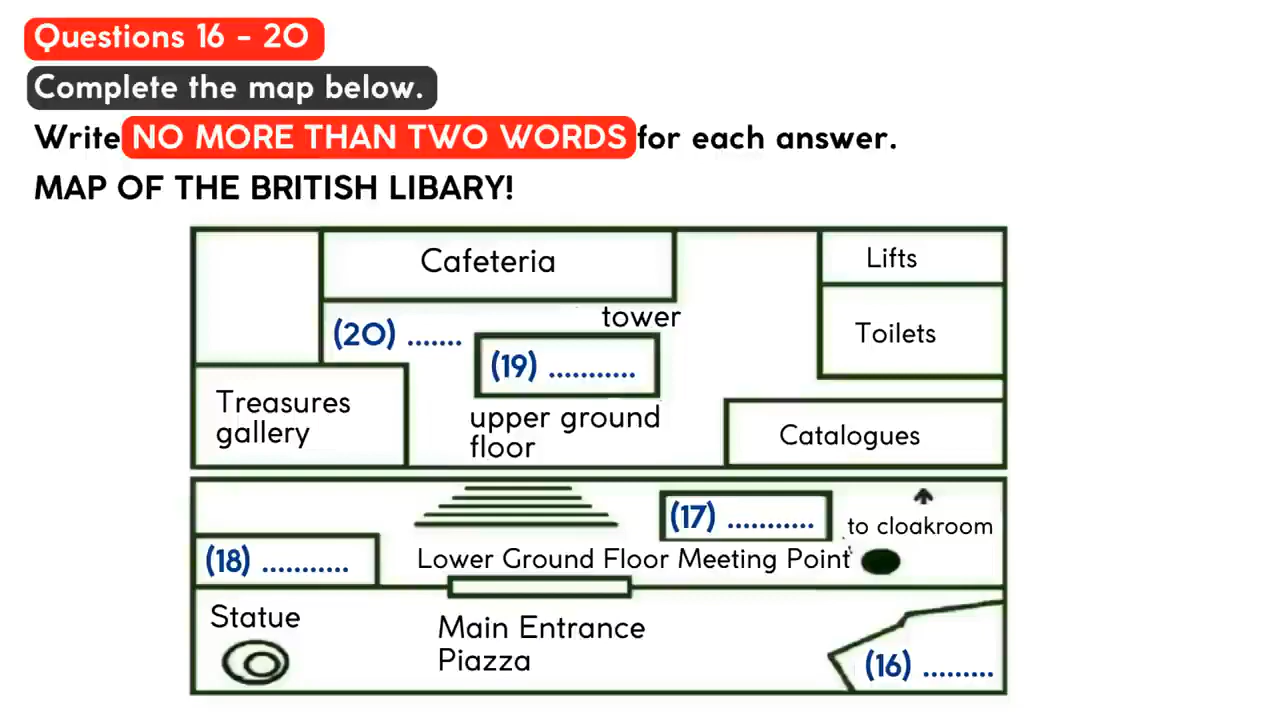 Questions 16 - 20
Complete the map below.
Write NO MORE THAN TWO WORDS for each answer.
MAP OF THE BRITISH LIBARY!
Cafeteria
Lifts
tower
(20) .......
Toilets
(19) ...........
Treasures
gallery
upper ground
floor
Catalogues
(17) ...........
to cloakroom
(18) ...........
Lower Ground Floor Meeting Point
Statue
Main Entrance
Piazza
(16) .........